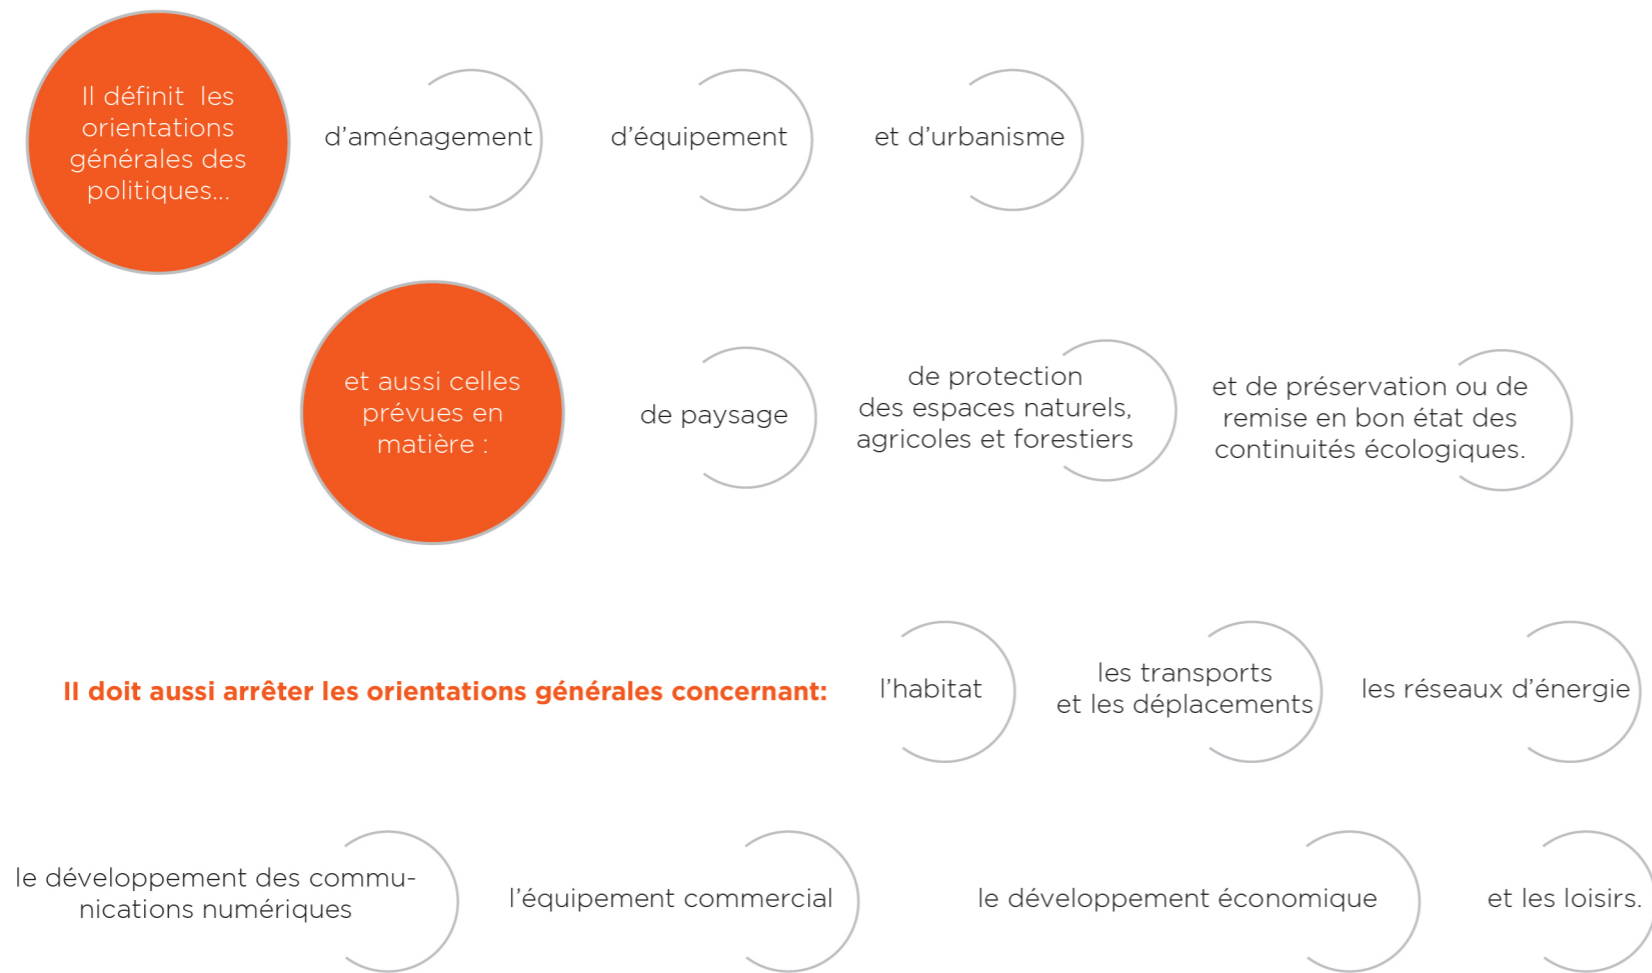 Il définit les
orientations
générales des
politiques...
d'aménagement
d'équipement
et d'urbanisme
et aussi celles
prévues en
matière :
de paysage
de protection
des espaces naturels,
agricoles et forestiers
et de préservation ou de
remise en bon état des
continuités écologiques.
Il doit aussi arrêter les orientations générales concernant:
l'habitat
les transports
et les déplacements
les réseaux d'énergie
le développement des commu-
nications numériques
l'équipement commercial
le développement économique
et les loisirs.